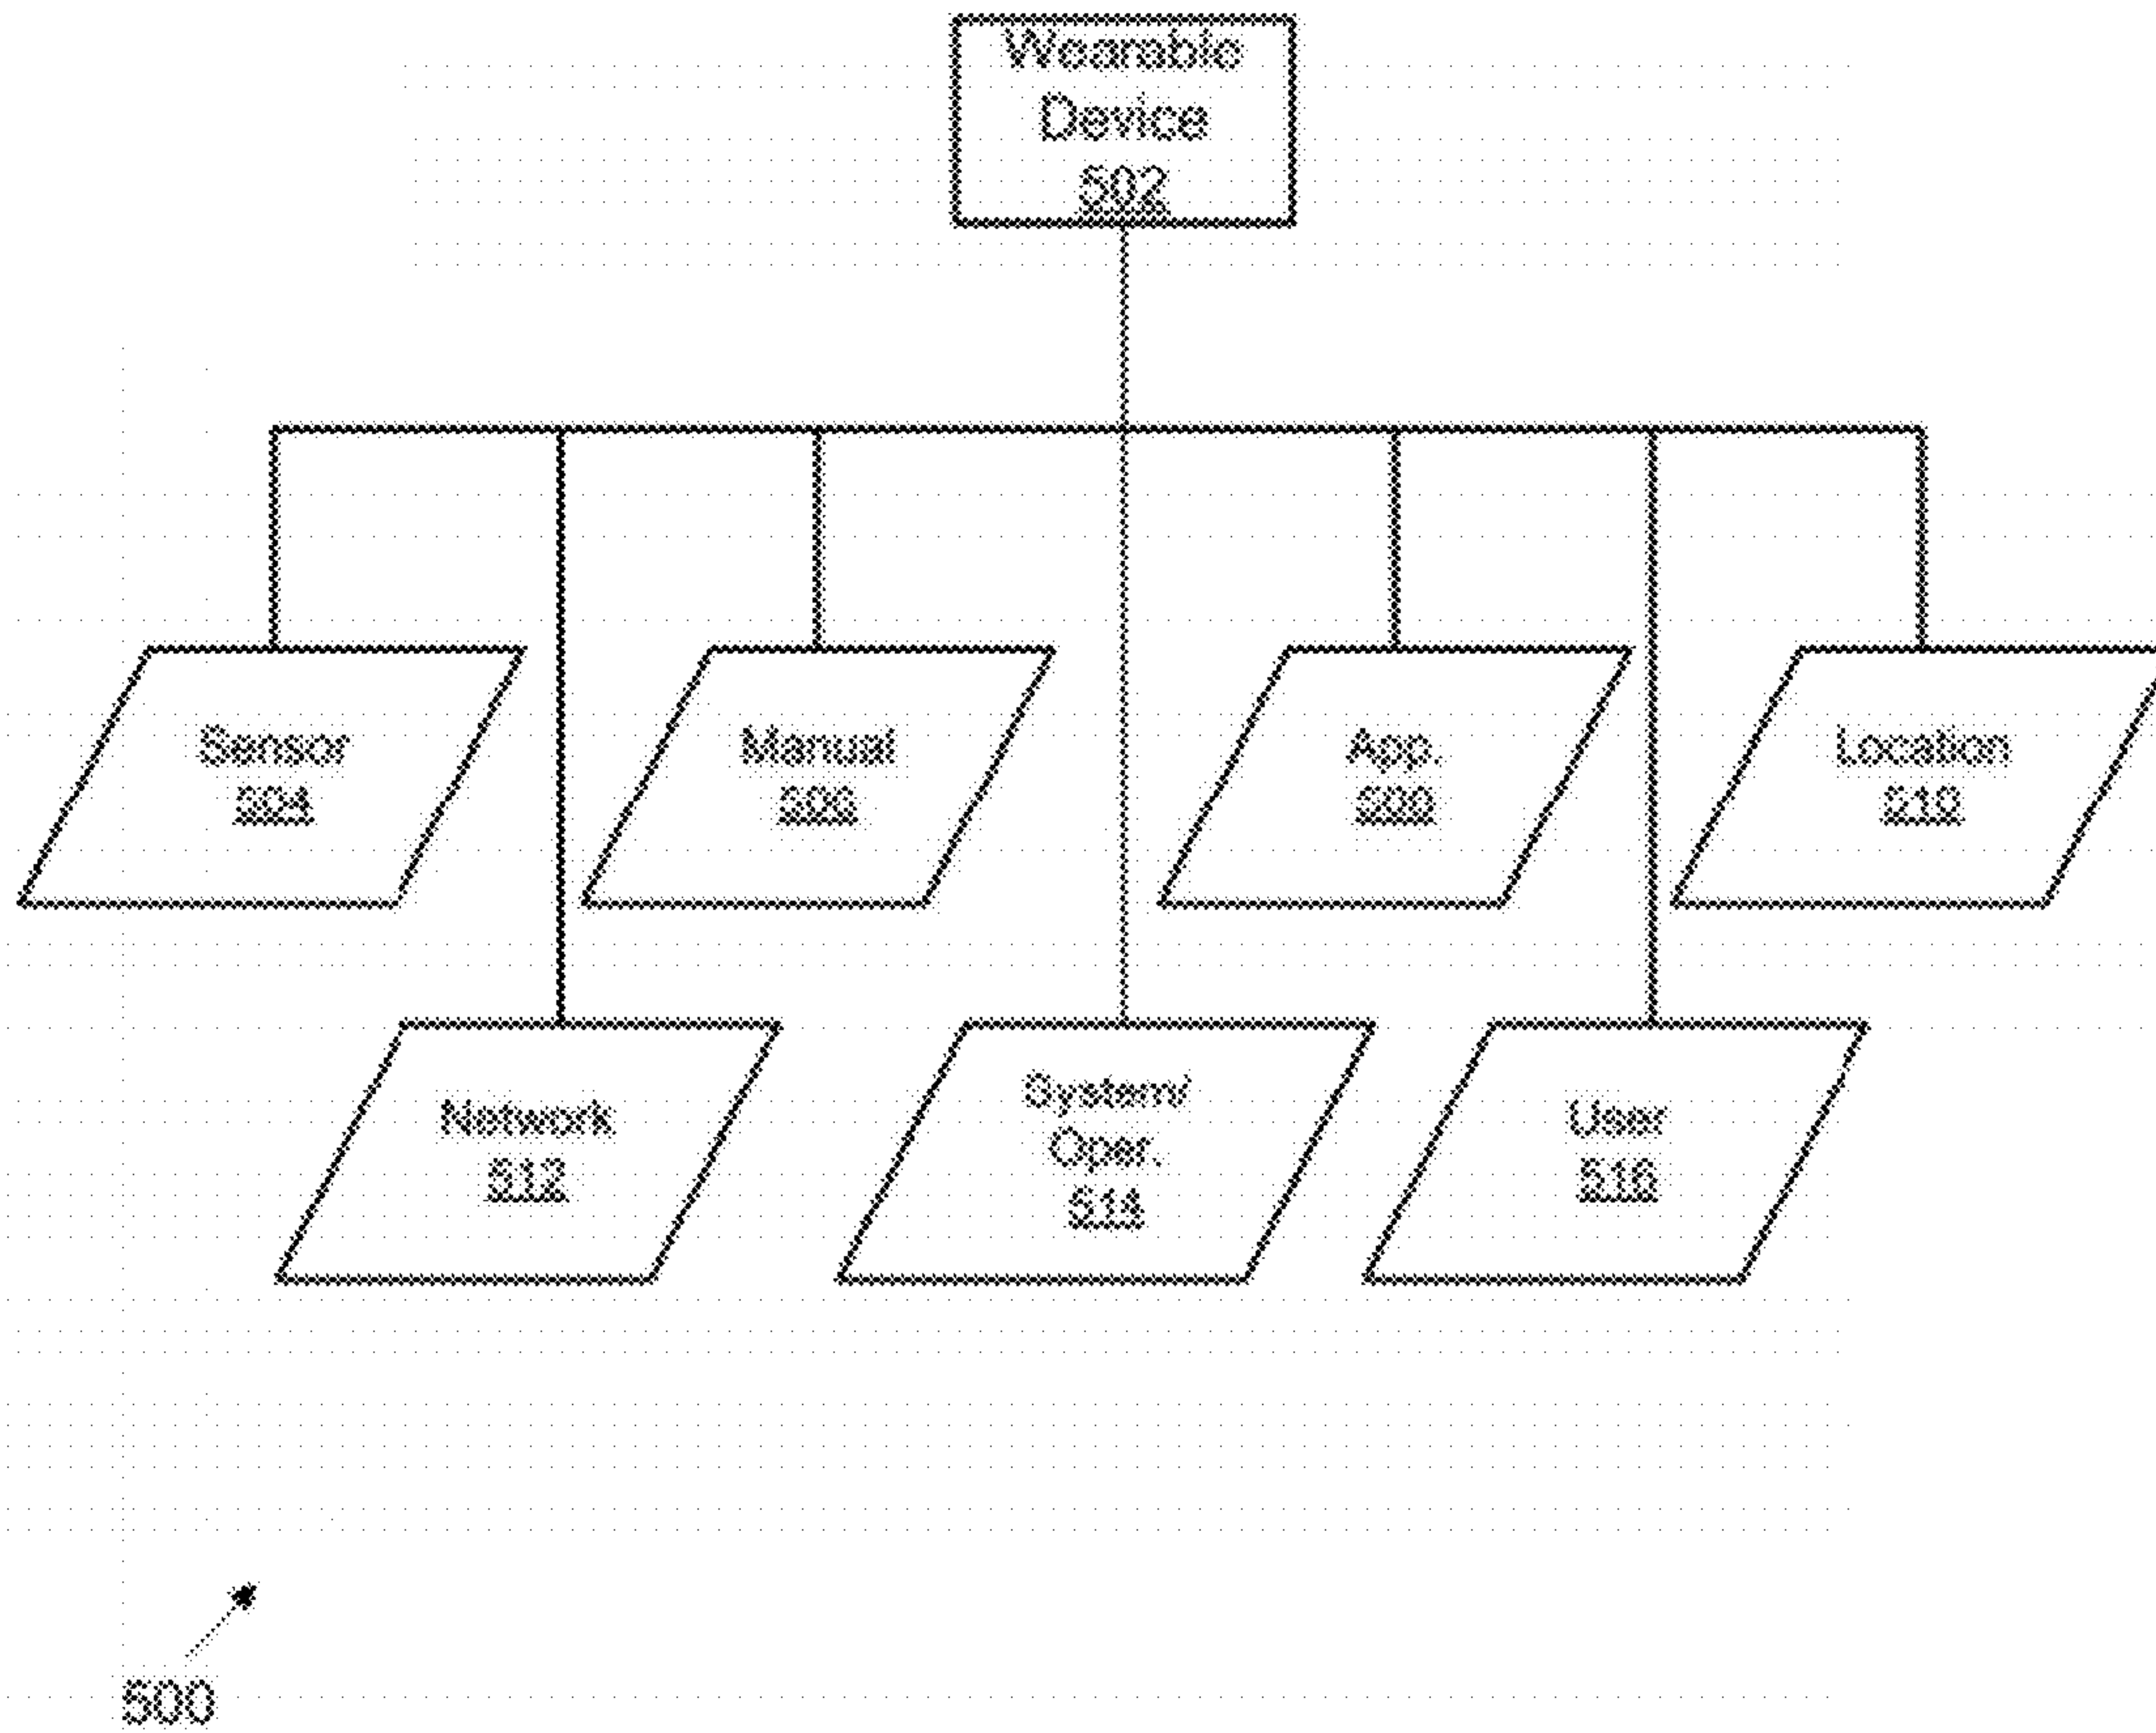 Wearable
Device
502
Sensor
504
Manual
506
App.
508
Location
510
Network
512
System/
Oper.
514
User
516
500